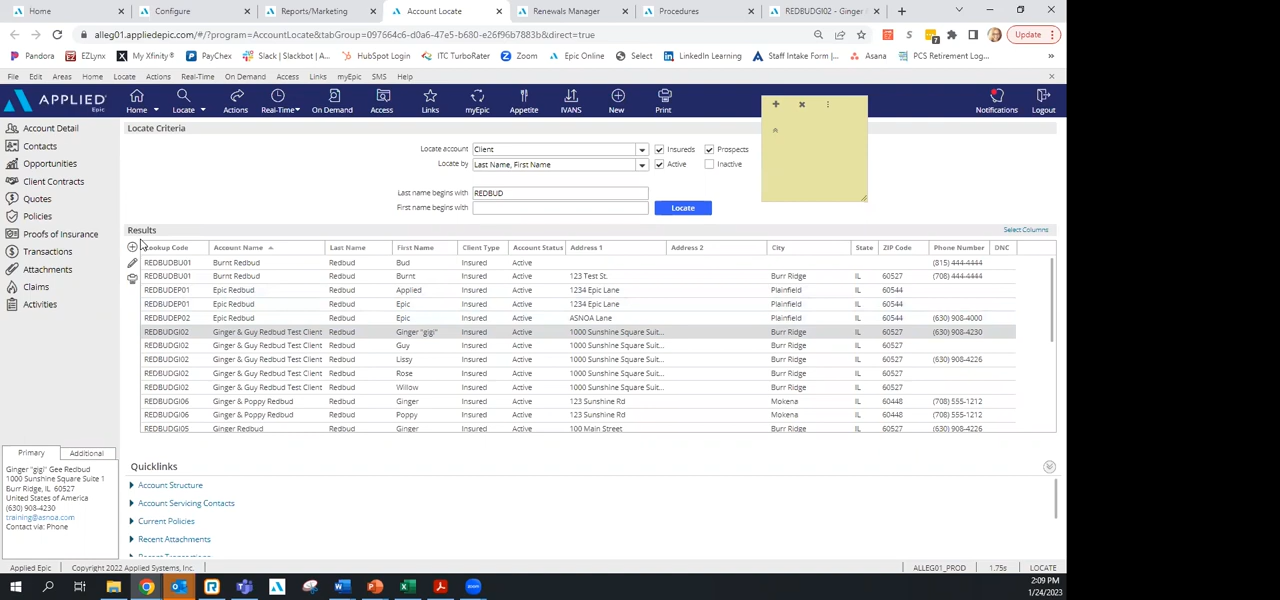 Home
Configure
Reports/Marketing
Account Locate
Renewals Manager
Procedures
REDBUDGI02 - Ginger &
alleg01.appliedepic.com/#/?program=AccountLocate&tabGroup=097664c6-d0a6-47e5-b680-e26f96b7883b&direct=true
Update
Pandora
EZLynx
My Xfinity®
PayChex
Slack | Slackbot | A...
HubSpot Login
ITC TurboRater
Zoom
Epic Online
Select
LinkedIn Learning
Staff Intake Form |...
Asana
PCS Retirement Log...
File Edit Areas Home Locate Actions Real-Time On Demand Access Links myEpic SMS Help
APPLIED
Epic
Home Locate Actions Real-Time On Demand Access Links myEpic Appetite IVANS New Print Notifications Logout
Account Detail
Contacts
Opportunities
Client Contracts
Quotes
Policies
Proofs of Insurance
Transactions
Attachments
Claims
Activities
Locate Criteria
Locate account Client Insureds Prospects
Locate by Last Name, First Name Active Inactive
Last name begins with REDBUD
First name begins with Locate
Results Select Columns
Lookup Code Account Name Last Name First Name Client Type Account Status Address 1 Address 2 City State ZIP Code Phone Number DNC
REDBUDBU01 Burnt Redbud Redbud Bud Insured Active (815) 444-4444
REDBUDBU01 Burnt Redbud Redbud Burnt Insured Active 123 Test St. Burr Ridge IL 60527 (708) 444-4444
REDBUDEP01 Epic Redbud Redbud Applied Insured Active 1234 Epic Lane Plainfield IL 60544
REDBUDEP01 Epic Redbud Redbud Epic Insured Active 1234 Epic Lane Plainfield IL 60544
REDBUDEP02 Epic Redbud Redbud Epic Insured Active ASNOA Lane Plainfield IL 60544 (630) 908-4000
REDBUDGI02 Ginger & Guy Redbud Test Client Redbud Ginger "gigi" Insured Active 1000 Sunshine Square Suit... Burr Ridge IL 60527 (630) 908-4230
REDBUDGI02 Ginger & Guy Redbud Test Client Redbud Guy Insured Active 1000 Sunshine Square Suit... Burr Ridge IL 60527
REDBUDGI02 Ginger & Guy Redbud Test Client Redbud Lissy Insured Active 1000 Sunshine Square Suit... Burr Ridge IL 60527 (630) 908-4226
REDBUDGI02 Ginger & Guy Redbud Test Client Redbud Rose Insured Active 1000 Sunshine Square Suit... Burr Ridge IL 60527
REDBUDGI02 Ginger & Guy Redbud Test Client Redbud Willow Insured Active 1000 Sunshine Square Suit... Burr Ridge IL 60527
REDBUDGI06 Ginger & Poppy Redbud Redbud Ginger Insured Active 123 Sunshine Rd Mokena IL 60448 (708) 555-1212
REDBUDGI06 Ginger & Poppy Redbud Redbud Poppy Insured Active 123 Sunshine Rd Mokena IL 60448 (708) 555-1212
REDBUDGI05 Ginger Redbud Redbud Ginger Insured Active 100 Main Street Burr Ridge IL 60527 (630) 908-4226
Primary Additional
Ginger "gigi" Gee Redbud
1000 Sunshine Square Suite 1
Burr Ridge, IL 60527
United States of America
(630) 908-4230
training@asnoa.com
Contact via: Phone
Quicklinks
Account Structure
Account Servicing Contacts
Current Policies
Recent Attachments
Recent Transactions
Applied Epic Copyright 2022 Applied Systems, Inc. ALLEG01_PROD 1.75s LOCATE
2:09 PM
1/24/2023